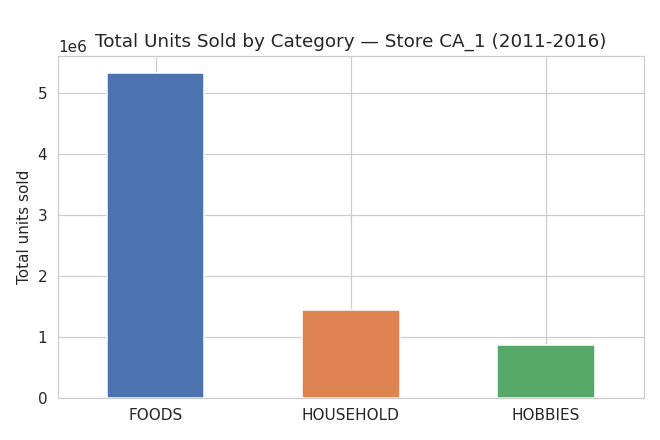 Total Units Sold by Category — Store CA_1 (2011-2016)
1e6
Total units sold
5
4
3
2
1
0
FOODS
HOUSEHOLD
HOBBIES